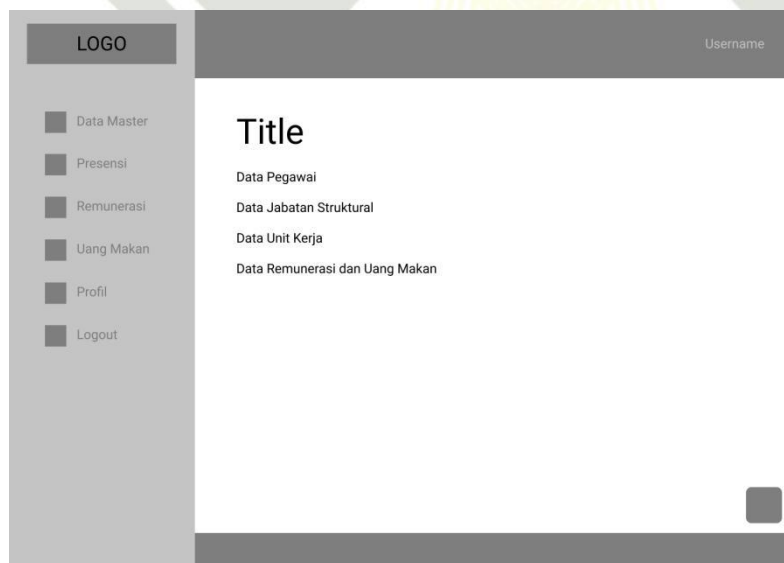 LOGO
Username
Data Master
Presensi
Remunerasi
Uang Makan
Profil
Logout
Title
Data Pegawai
Data Jabatan Struktural
Data Unit Kerja
Data Remunerasi dan Uang Makan